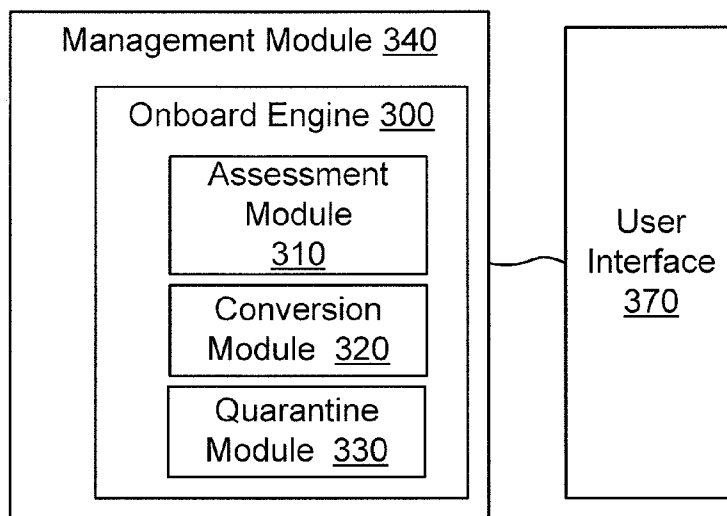 Management Module 340
Onboard Engine 300
Assessment
Module
310
Conversion
Module 320
Quarantine
Module 330
User
Interface
370